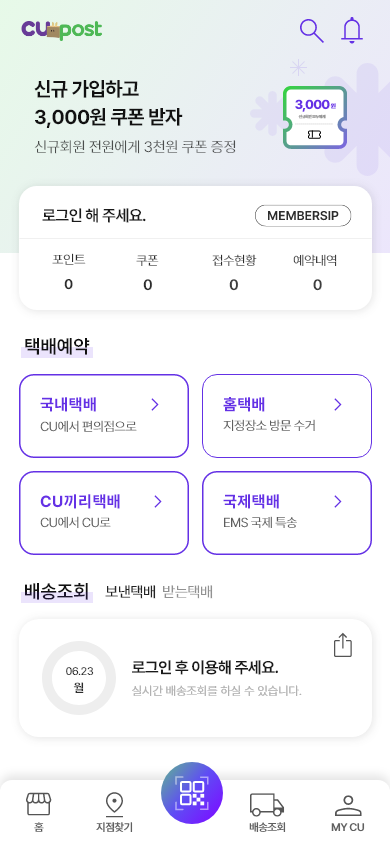 CUpost
신규 가입하고
3,000원 쿠폰 받자
신규회원 전원에게 3천원 쿠폰 증정
3,000원
로그인 해 주세요.
MEMBERSIP
포인트 쿠폰 접수현황 예약내역
0 0 0 0
택배예약
국내택배
CU에서 편의점으로
홈택배
지정장소 방문 수거
CU끼리택배
CU에서 CU로
국제택배
EMS 국제 특송
배송조회 보낸택배 받는택배
06.23
월
로그인 후 이용해 주세요.
실시간 배송조회를 하실 수 있습니다.
홈 지점찾기 배송조회 MY CU